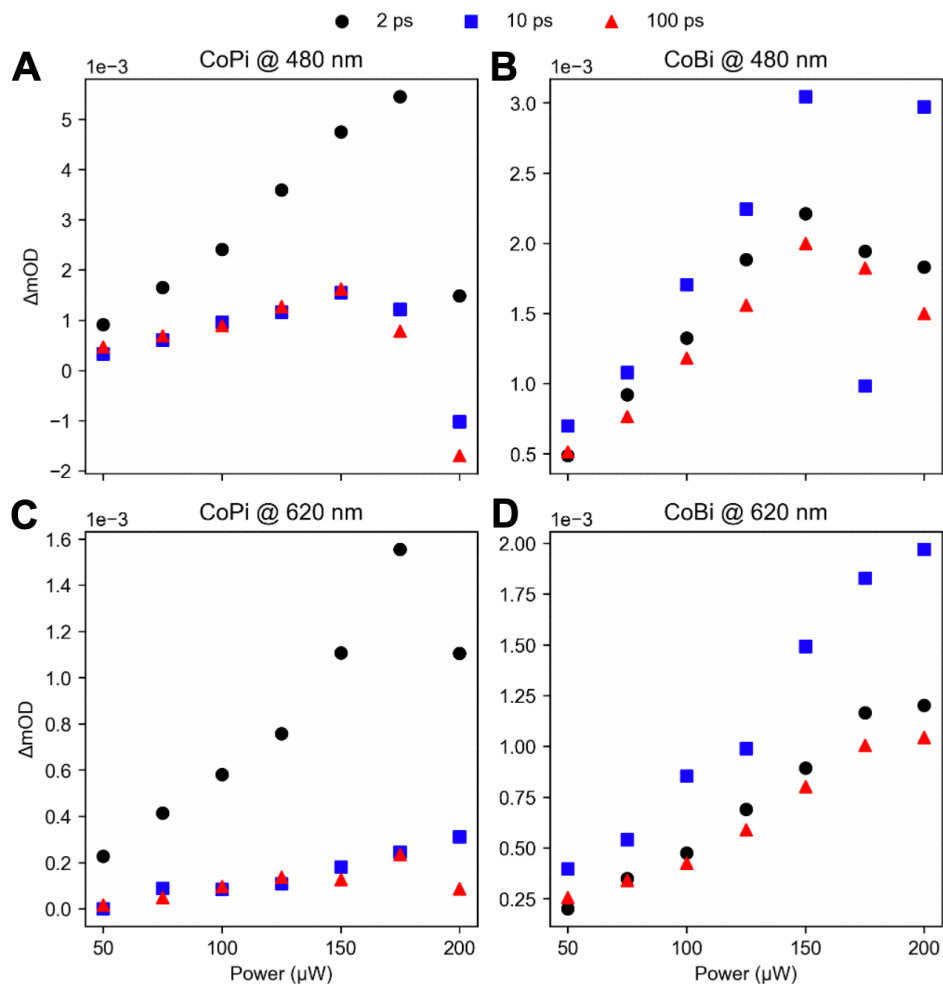 2 ps 10 ps 100 ps
A 1e−3 CoPi @ 480 nm
B 1e−3 CoBi @ 480 nm
ΔmOD
5
4
3
2
1
0
−1
−2
3.0
2.5
2.0
1.5
1.0
0.5
C 1e−3 CoPi @ 620 nm
D 1e−3 CoBi @ 620 nm
ΔmOD
1.6
1.4
1.2
1.0
0.8
0.6
0.4
0.2
0.0
2.00
1.75
1.50
1.25
1.00
0.75
0.50
0.25
50 100 150 200
50 100 150 200
Power (μW)
Power (μW)